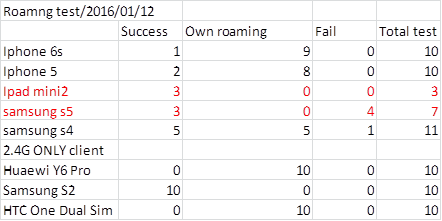 Roamng test/2016/01/12
Success Own roaming Fail Total test
Iphone 6s 1 9 0 10
Iphone 5 2 8 0 10
Ipad mini2 3 0 0 3
samsung s5 3 0 4 7
samsung s4 5 5 1 11
2.4G ONLY client
Huaewi Y6 Pro 0 10 0 10
Samsung S2 10 0 0 10
HTC One Dual Sim 0 10 0 10